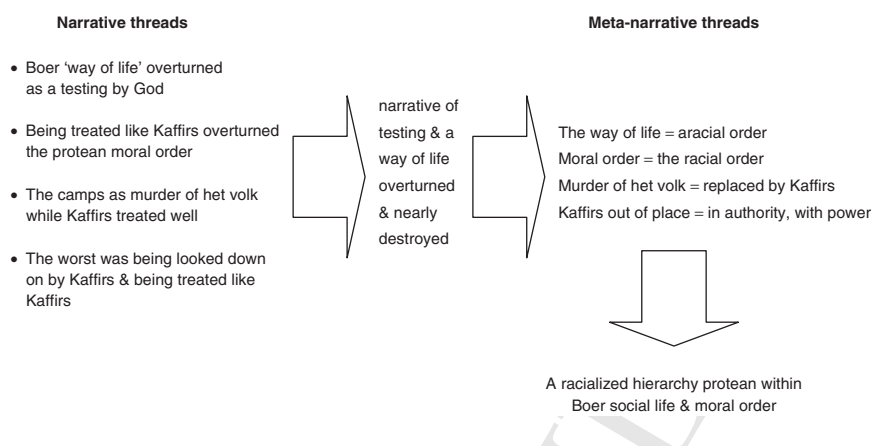 Narrative threads
• Boer ‘way of life’ overturned
as a testing by God
• Being treated like Kaffirs overturned
the protean moral order
• The camps as murder of het volk
while Kaffirs treated well
• The worst was being looked down
on by Kaffirs & being treated like
Kaffirs
narrative of
testing & a
way of life
overturned
& nearly
destroyed
Meta-narrative threads
The way of life = aracial order
Moral order = the racial order
Murder of het volk = replaced by Kaffirs
Kaffirs out of place = in authority, with power
A racialized hierarchy protean within
Boer social life & moral order